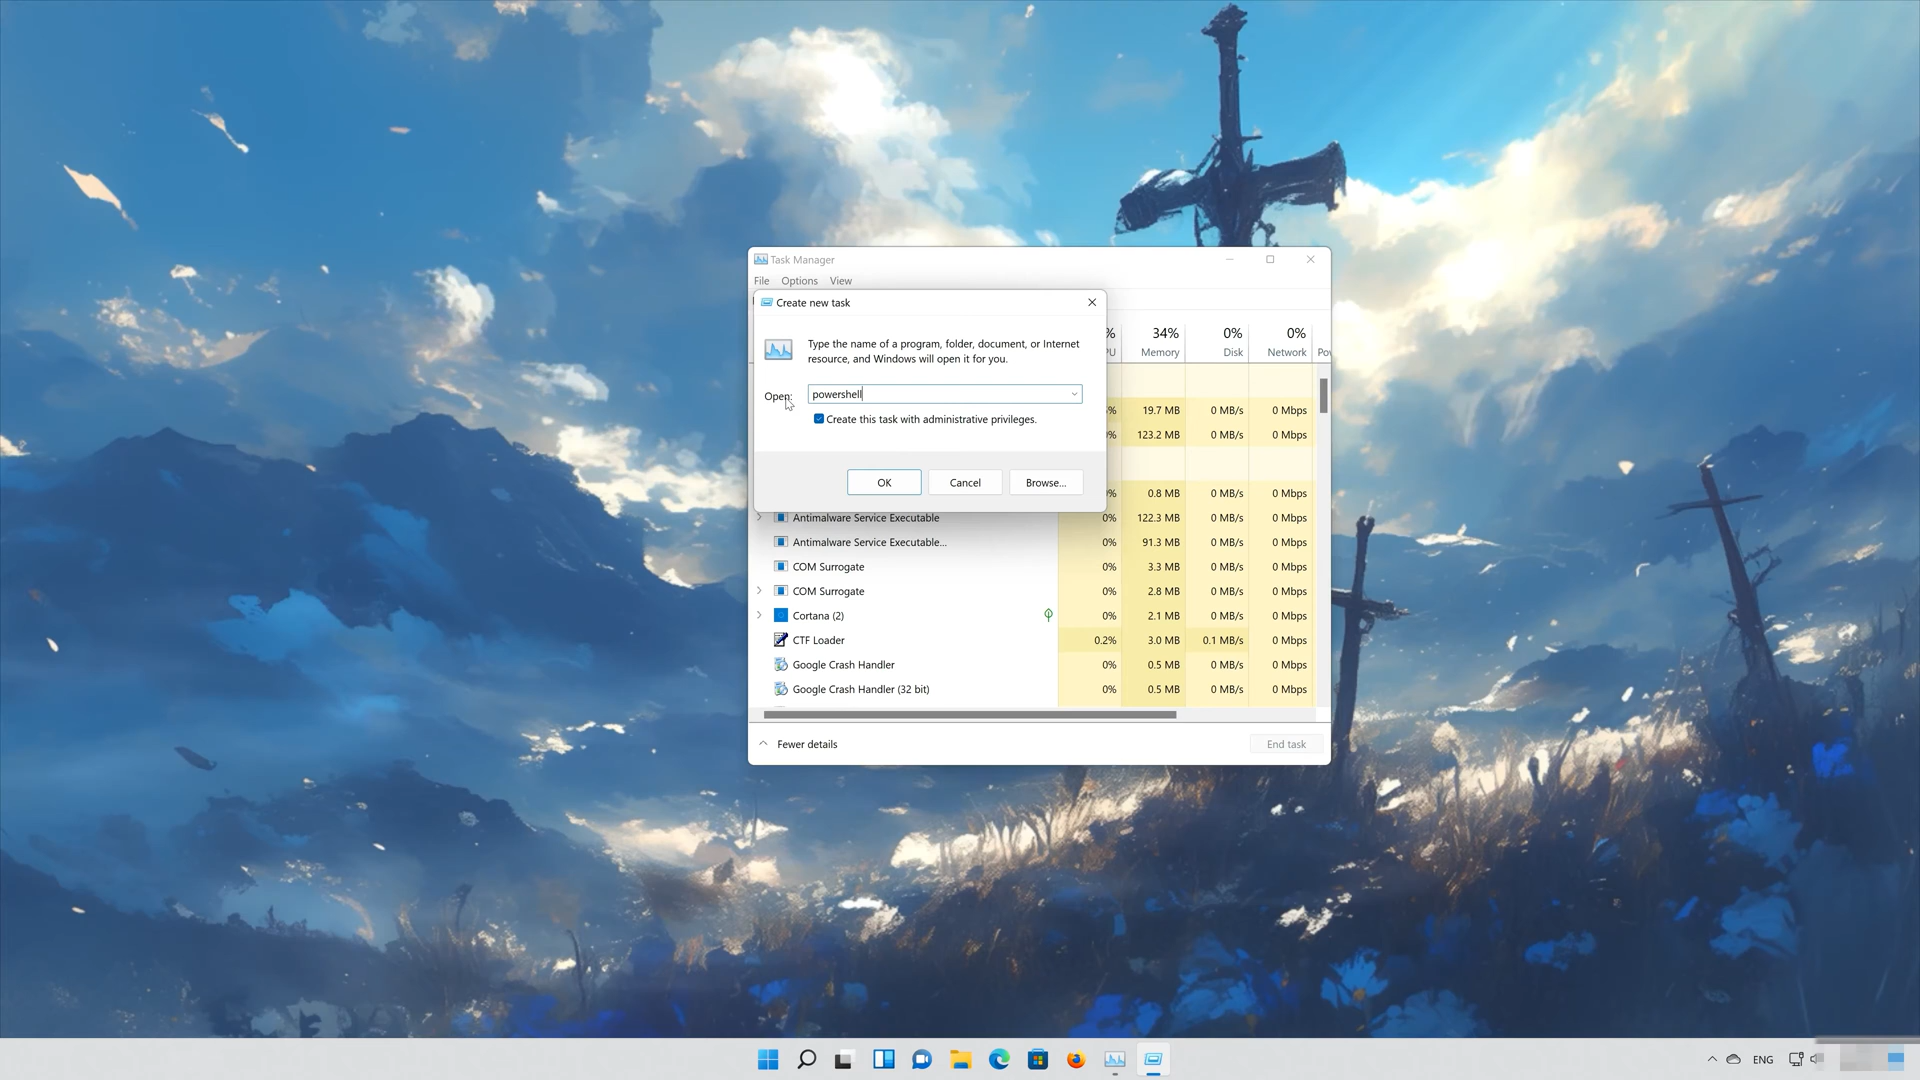 Task Manager
File Options View
Create new task
Type the name of a program, folder, document, or Internet
resource, and Windows will open it for you.
Open: powershell
Create this task with administrative privileges.
OK Cancel Browse...
% 34% 0% 0%
PU Memory Disk Network Po
% 19.7 MB 0 MB/s 0 Mbps
% 123.2 MB 0 MB/s 0 Mbps
% 0.8 MB 0 MB/s 0 Mbps
Antimalware Service Executable 0% 122.3 MB 0 MB/s 0 Mbps
Antimalware Service Executable... 0% 91.3 MB 0 MB/s 0 Mbps
COM Surrogate 0% 3.3 MB 0 MB/s 0 Mbps
COM Surrogate 0% 2.8 MB 0 MB/s 0 Mbps
Cortana (2) 0% 2.1 MB 0 MB/s 0 Mbps
CTF Loader 0.2% 3.0 MB 0.1 MB/s 0 Mbps
Google Crash Handler 0% 0.5 MB 0 MB/s 0 Mbps
Google Crash Handler (32 bit) 0% 0.5 MB 0 MB/s 0 Mbps
Fewer details End task
ENG